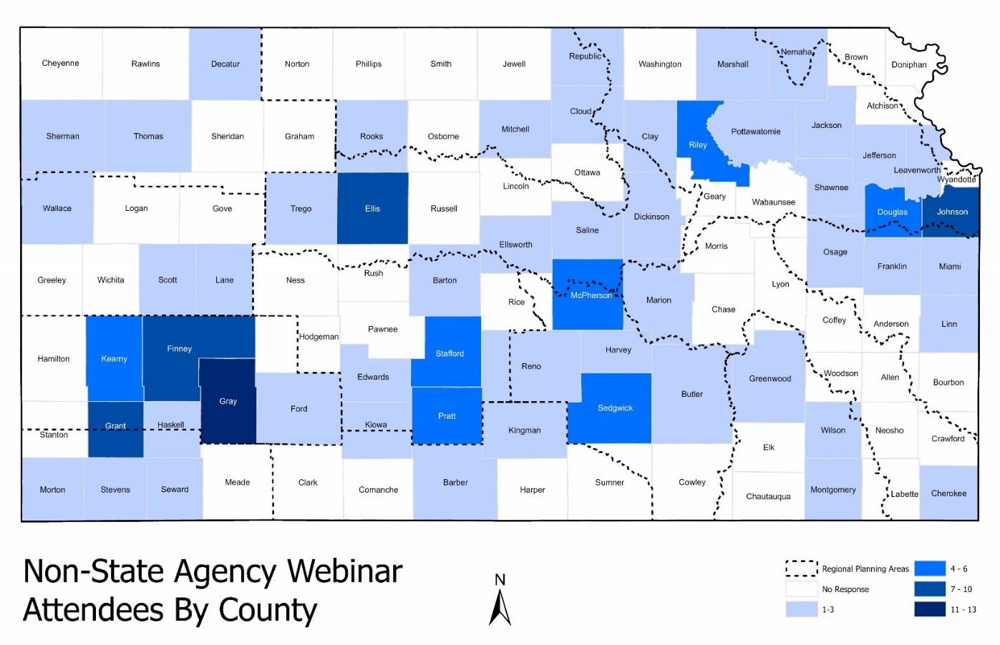 Cheyenne Rawlins Decatur Norton Phillips Smith Jewell Republic Washington Marshall Nemaha Brown Doniphan
Atchison
Sherman Thomas Sheridan Graham Rooks Osborne Mitchell Cloud Clay Riley Pottawatomie Jackson Jefferson Leavenworth Wyandotte
Wallace Logan Gove Trego Ellis Russell Lincoln Ottawa Saline Dickinson Geary Wabaunsee Shawnee Douglas Johnson
Greeley Wichita Scott Lane Ness Rush Barton Ellsworth Rice McPherson Marion Morris Chase Lyon Osage Franklin Miami
Hamilton Kearny Finney Hodgeman Pawnee Stafford Reno Harvey Coffey Anderson Linn
Gray Ford Edwards Pratt Sedgwick Butler Greenwood Woodson Allen Bourbon
Stanton Grant Haskell Kiowa Kingman Elk Wilson Neosho Crawford
Morton Stevens Seward Meade Clark Comanche Barber Harper Sumner Cowley Chautauqua Montgomery Labette Cherokee
Non-State Agency Webinar
Attendees By County
N
Regional Planning Areas
No Response
1-3
4 - 6
7 - 10
11 - 13